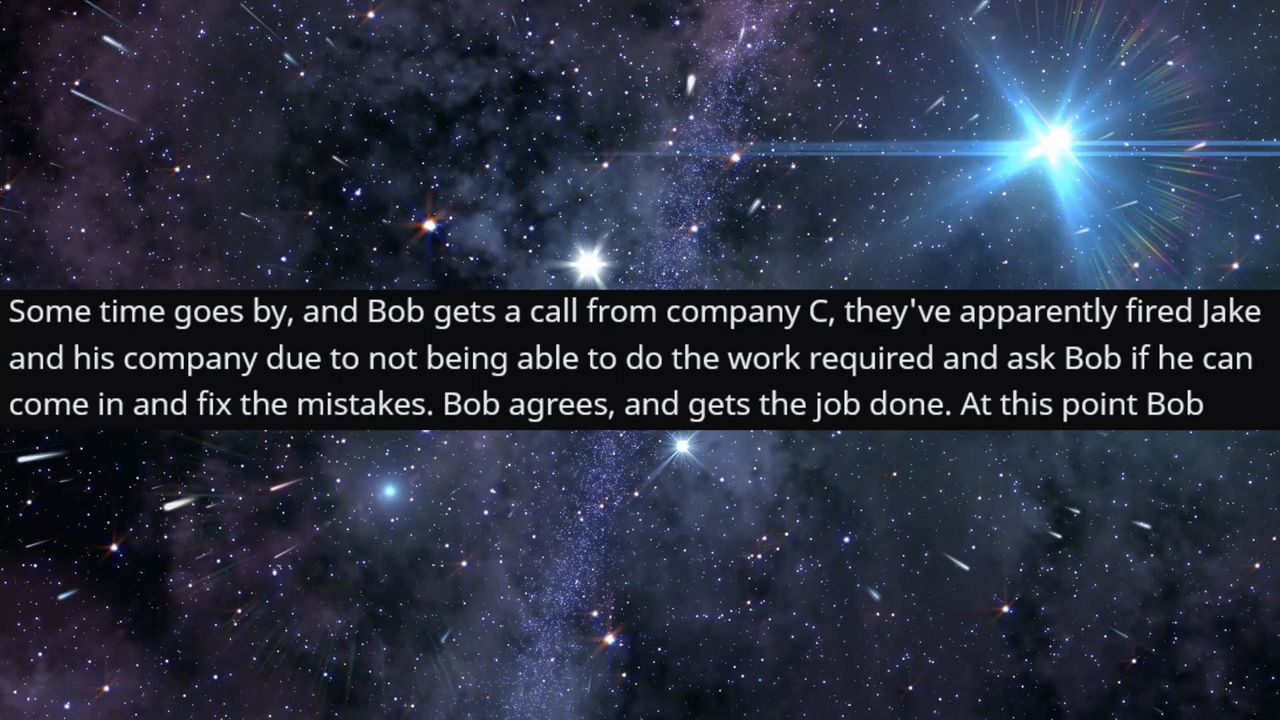 Some time goes by, and Bob gets a call from company C, they've apparently fired Jake
and his company due to not being able to do the work required and ask Bob if he can
come in and fix the mistakes. Bob agrees, and gets the job done. At this point Bob